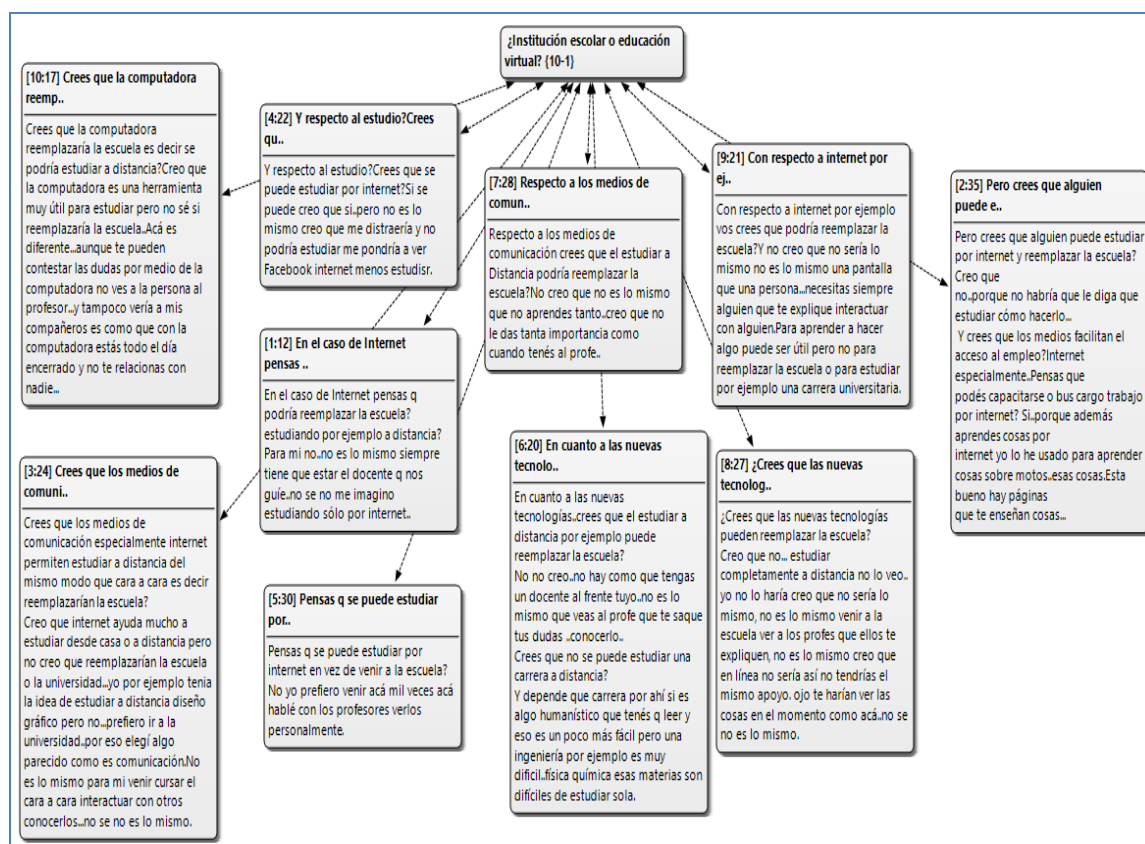 ¿Institución escolar o educación
virtual? {10-1}
[10:17] Crees que la computadora
reemp..
Crees que la computadora
reemplazaría la escuela es decir se
podría estudiar a distancia?Creo que
la computadora es una herramienta
muy útil para estudiar pero no sé si
reemplazaría la escuela..Acá es
diferente...aunque te pueden
contestar las dudas por medio de la
computadora no ves a la persona al
profesor...y tampoco vería a mis
compañeros es como que con la
computadora estás todo el día
encerrado y no te relacionas con
nadie...
[4:22] Y respecto al estudio?Crees
qu..
Y respecto al estudio?Crees que se
puede estudiar por internet?Si se
puede creo que si..pero no es lo
mismo creo que me distraería y no
podría estudiar me pondría a ver
Facebook internet menos estudisr.
[7:28] Respecto a los medios de
comun..
Respecto a los medios de
comunicación crees que el estudiar a
Distancia podría reemplazar la
escuela?No creo que no es lo mismo
que no aprendes tanto..creo que no
le das tanta importancia como
cuando tenés al profe..
[9:21] Con respecto a internet por
ej..
Con respecto a internet por ejemplo
vos crees que podría reemplazar la
escuela?Y no creo que no sería lo
mismo no es lo mismo una pantalla
que una persona...necesitas siempre
alguien que te explique interactuar
con alguien.Para aprender a hacer
algo puede ser útil pero no para
reemplazar la escuela o para estudiar
por ejemplo una carrera universitaria.
[2:35] Pero crees que alguien
puede e..
Pero crees que alguien puede estudiar
por internet y reemplazar la escuela?
Creo que
no..porque no habría que le diga que
estudiar cómo hacerlo...
Y crees que los medios facilitan el
acceso al empleo?Internet
especialmente..Pensas que
podés capacitarse o bus cargo trabajo
por internet? Si..porque además
aprendes cosas por
internet yo lo he usado para aprender
cosas sobre motos..esas cosas.Esta
bueno hay páginas
que te enseñan cosas...
[1:12] En el caso de Internet
pensas ..
En el caso de Internet pensas q
podría reemplazar la escuela?
estudiando por ejemplo a distancia?
Para mi no..no es lo mismo siempre
tiene que estar el docente q nos
guíe..no se no me imagino
estudiando sólo por internet..
[3:24] Crees que los medios de
comuni..
Crees que los medios de
comunicación especialmente internet
permiten estudiar a distancia del
mismo modo que cara a cara es decir
reemplazarían la escuela?
Creo que internet ayuda mucho a
estudiar desde casa o a distancia pero
no creo que reemplazarían la escuela
o la universidad...yo por ejemplo tenia
la idea de estudiar a distancia diseño
gráfico pero no...prefiero ir a la
universidad..por eso elegí algo
parecido como es comunicación.No
es lo mismo para mi venir cursar el
cara a cara interactuar con otros
conocerlos...no se no es lo mismo.
[5:30] Pensas q se puede estudiar
por..
Pensas q se puede estudiar por
internet en vez de venir a la escuela?
No yo prefiero venir acá mil veces acá
hablé con los profesores verlos
personalmente.
[6:20] En cuanto a las nuevas
tecnolo..
En cuanto a las nuevas
tecnologías..crees que el estudiar a
distancia por ejemplo puede
reemplazar la escuela?
No no creo..no hay como que tengas
un docente al frente tuyo..no es lo
mismo que veas al profe que te saque
tus dudas ..conocerlo..
Crees que no se puede estudiar una
carrera a distancia?
Y depende que carrera por ahí si es
algo humanístico que tenés q leer y
eso es un poco más fácil pero una
ingeniería por ejemplo es muy
dificil..física química esas materias son
difíciles de estudiar sola.
[8:27] ¿Crees que las nuevas
tecnolog..
¿Crees que las nuevas tecnologías
pueden reemplazar la escuela?
Creo que no... estudiar
completamente a distancia no lo veo..
yo no lo haría creo que no sería lo
mismo, no es lo mismo venir a la
escuela ver a los profes que ellos te
expliquen, no es lo mismo creo que
en línea no sería así no tendrías el
mismo apoyo. ojo te harían ver las
cosas en el momento como acá..no se
no es lo mismo.